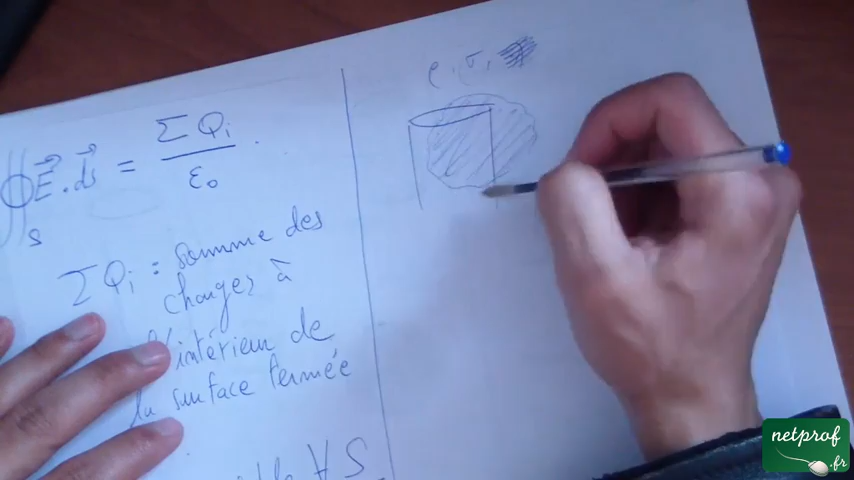 ∯ E⃗.ds⃗ = ΣQi / ε₀
S
ΣQi : somme des
charges à
l'intérieur de
la surface fermée
∀ S
ρ, σ,
netprof
.fr